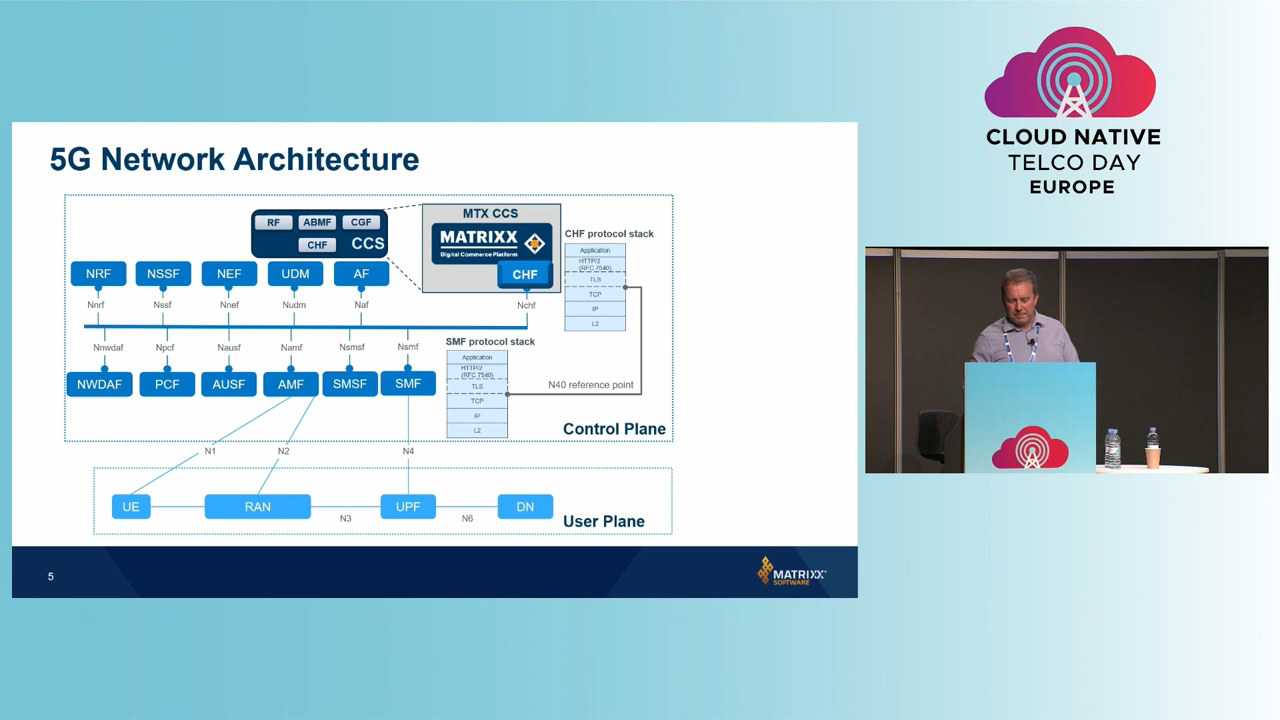 5G Network Architecture
RF
ABMF
CGF
CHF
CCS
MTX CCS
MATRIXX
Digital Commerce Platform
CHF
CHF protocol stack
Application
HTTP/2
(RFC 7540)
TLS
TCP
IP
L2
NRF
NSSF
NEF
UDM
AF
Nnrf
Nssf
Nnef
Nudm
Naf
Nchf
Nnwdaf
Npcf
Nausf
Namf
Nsmsf
Nsmf
NWDAF
PCF
AUSF
AMF
SMSF
SMF
SMF protocol stack
Application
HTTP/2
(RFC 7540)
TLS
TCP
IP
L2
N40 reference point
Control Plane
N1
N2
N4
UE
RAN
UPF
DN
N3
N6
User Plane
5
MATRIXX
SOFTWARE
CLOUD NATIVE
TELCO DAY
EUROPE